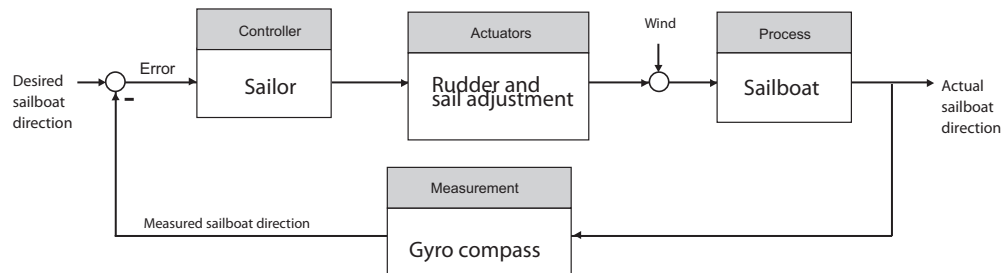 Controller
Sailor
Actuators
Rudder and
sail adjustment
Wind
Process
Sailboat
Desired
sailboat
direction
Error
-
Actual
sailboat
direction
Measurement
Gyro compass
Measured sailboat direction